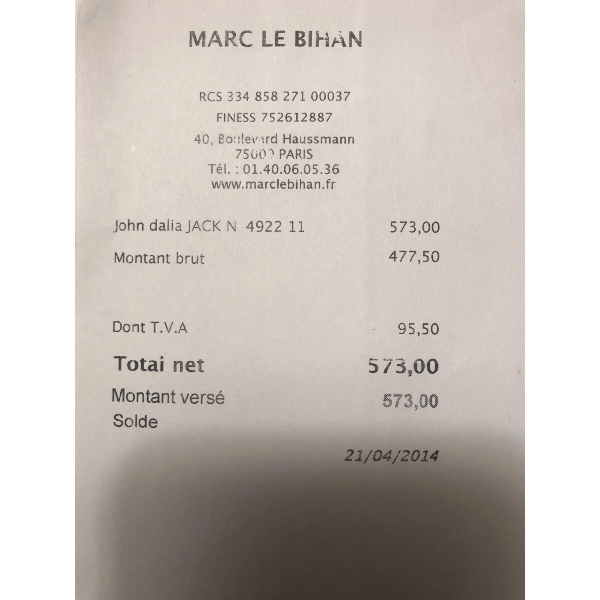 MARC LE BIHAN
RCS 334 858 271 00037
FINESS 752612887
40, Boulevard Haussmann
75009 PARIS
Tél. : 01.40.06.05.36
www.marclebihan.fr
John dalia JACK N 4922 11 573,00
Montant brut 477,50
Dont T.V.A 95,50
Total net 573,00
Montant versé 573,00
Solde
21/04/2014